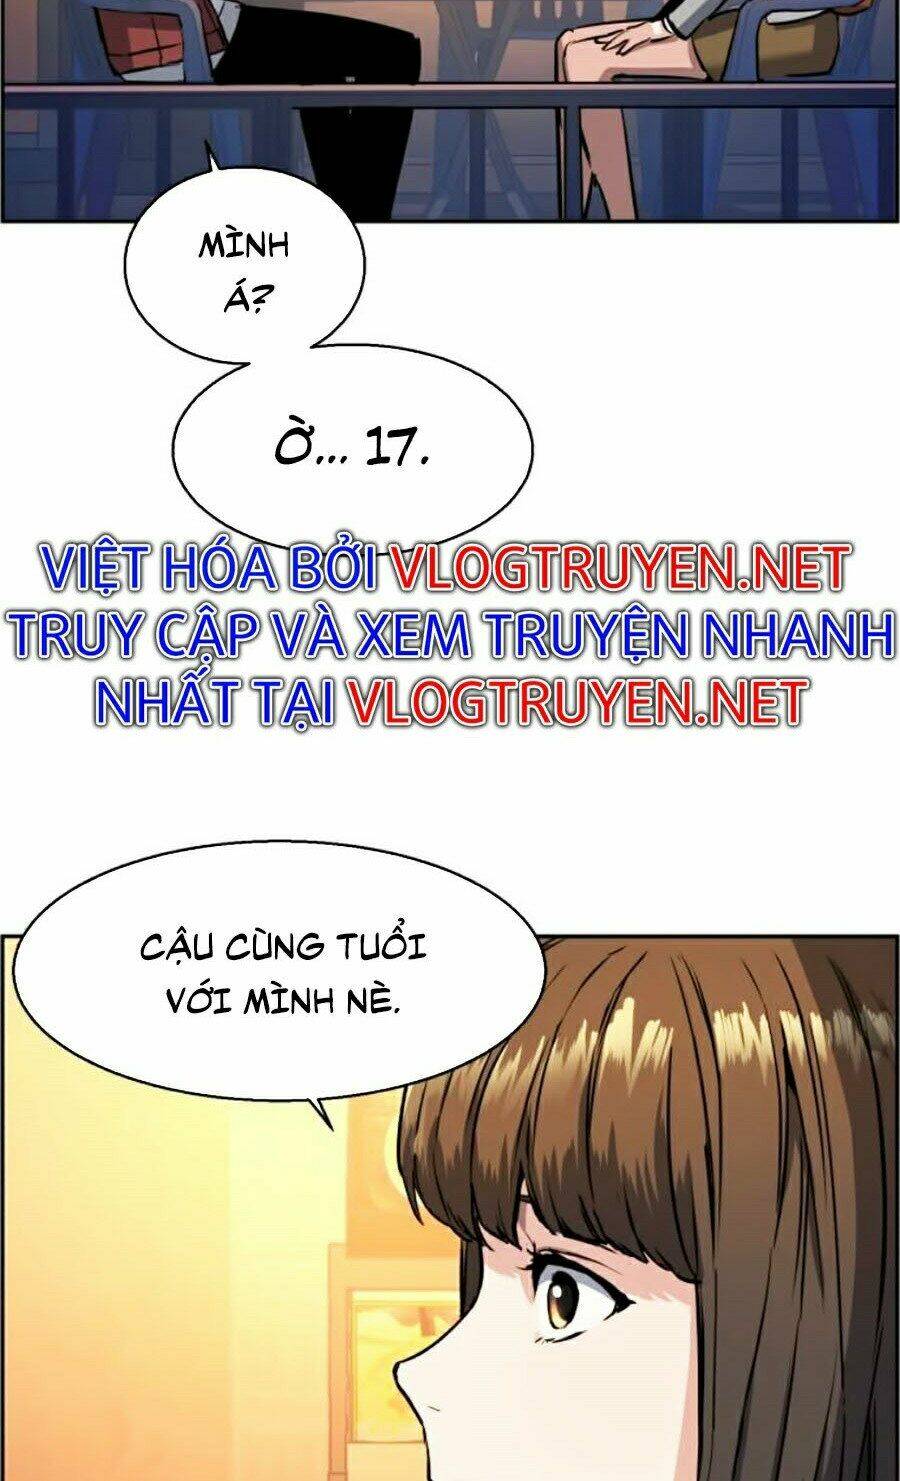 MÌNH
Á?
Ờ... 17.
VIỆT HÓA BỞI VLOGTRUYEN.NET
TRUY CẬP VÀ XEM TRUYỆN NHANH
NHẤT TẠI VLOGTRUYEN.NET
CẬU CÙNG TUỔI
VỚI MÌNH NÈ.